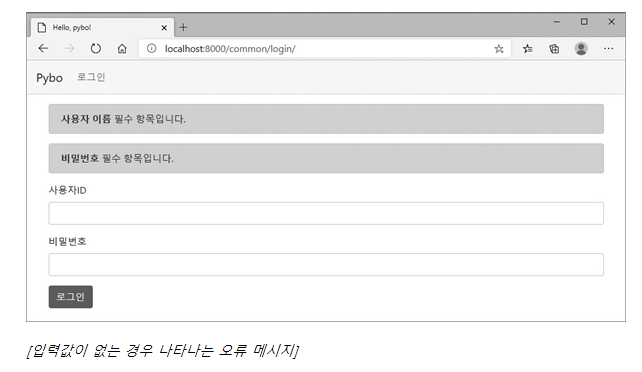 Hello, pybo!
localhost:8000/common/login/
Pybo 로그인
사용자 이름 필수 항목입니다.
비밀번호 필수 항목입니다.
사용자ID
비밀번호
로그인
[입력값이 없는 경우 나타나는 오류 메시지]